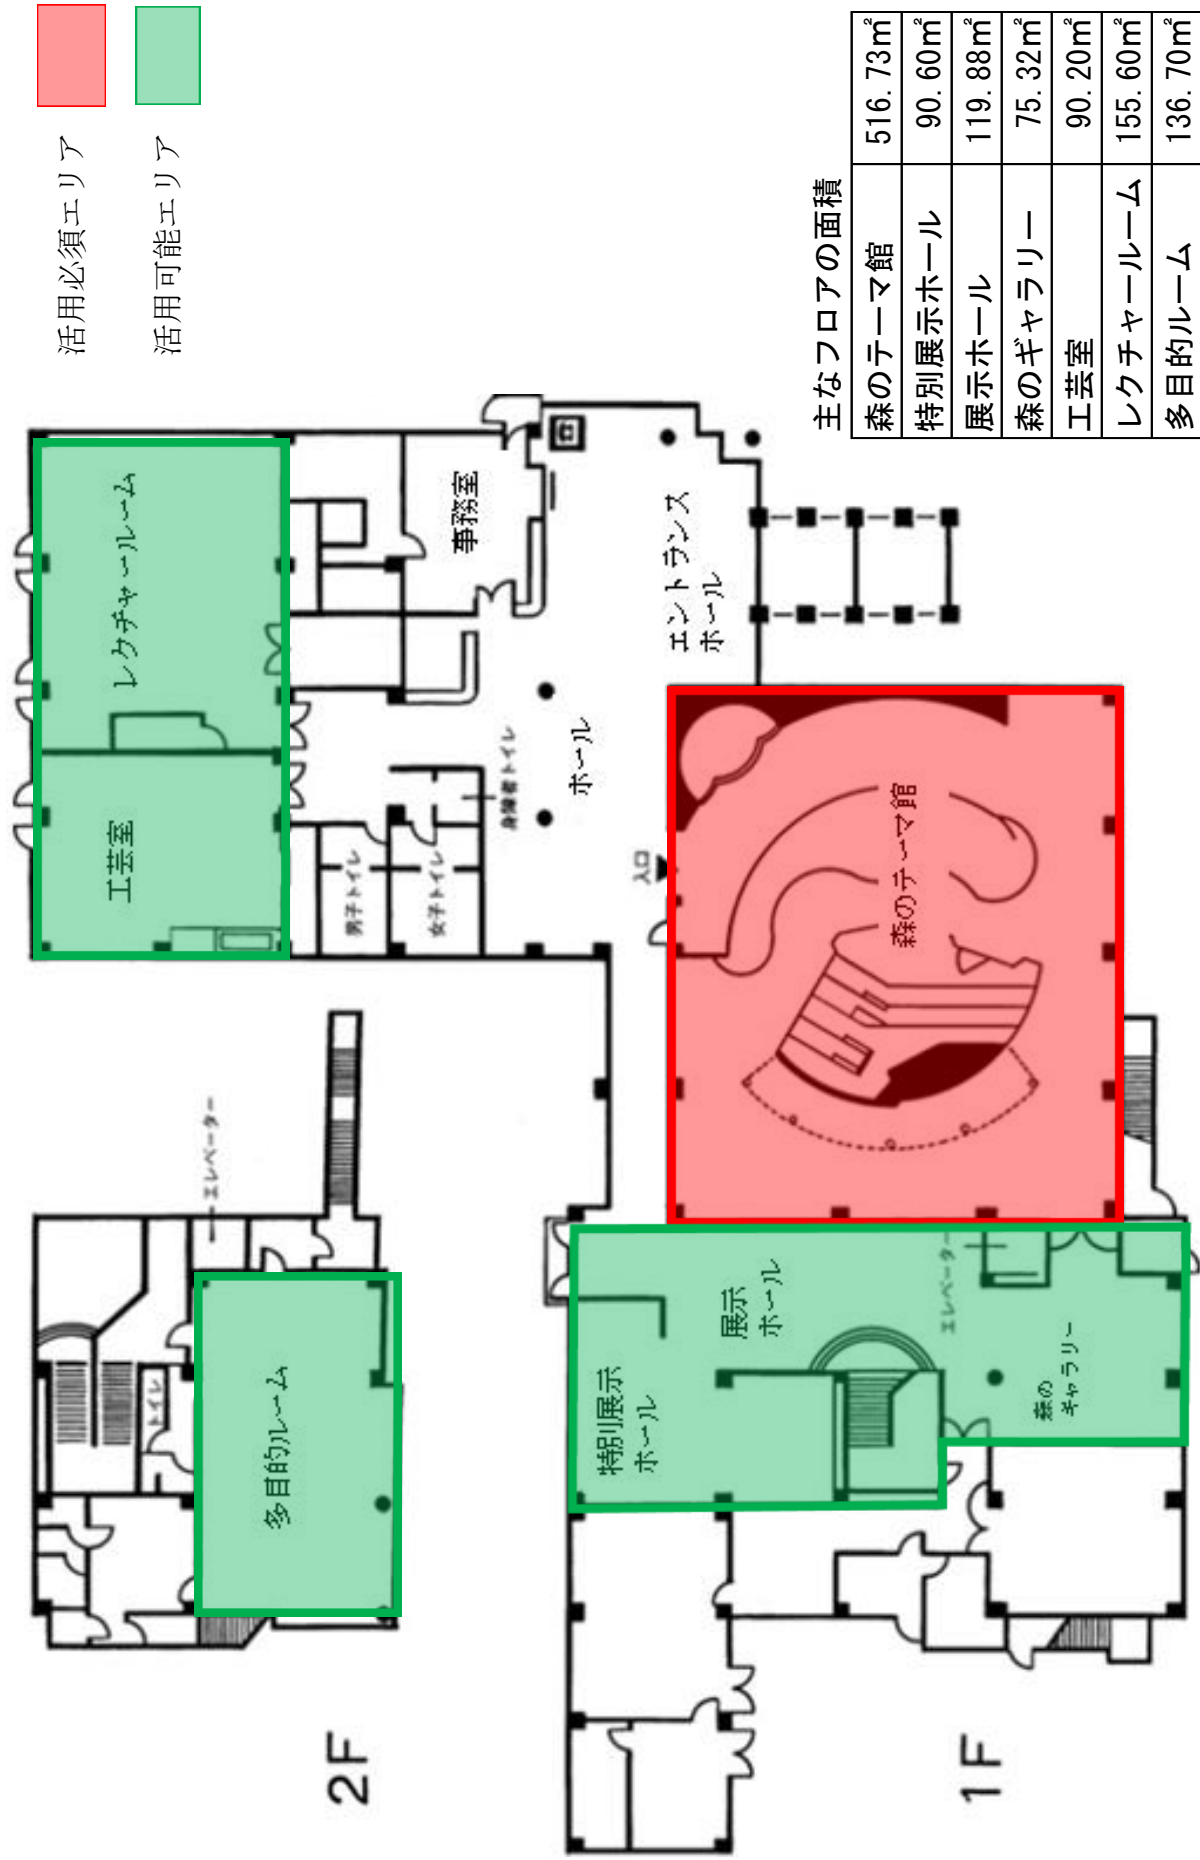 活用必須エリア
活用可能エリア
主なフロアの面積
森のテーマ館 516.73㎡
特別展示ホール 90.60㎡
展示ホール 119.88㎡
森のギャラリー 75.32㎡
工芸室 90.20㎡
レクチャールーム 155.60㎡
多目的ルーム 136.70㎡
2F
多目的ルーム
トイレ
エレベーター
工芸室
レクチャールーム
男子トイレ
女子トイレ
身障者トイレ
事務室
ホール
エントランス
ホール
入口
森のテーマ館
1F
特別展示
ホール
展示
ホール
エレベーター
森の
ギャラリー